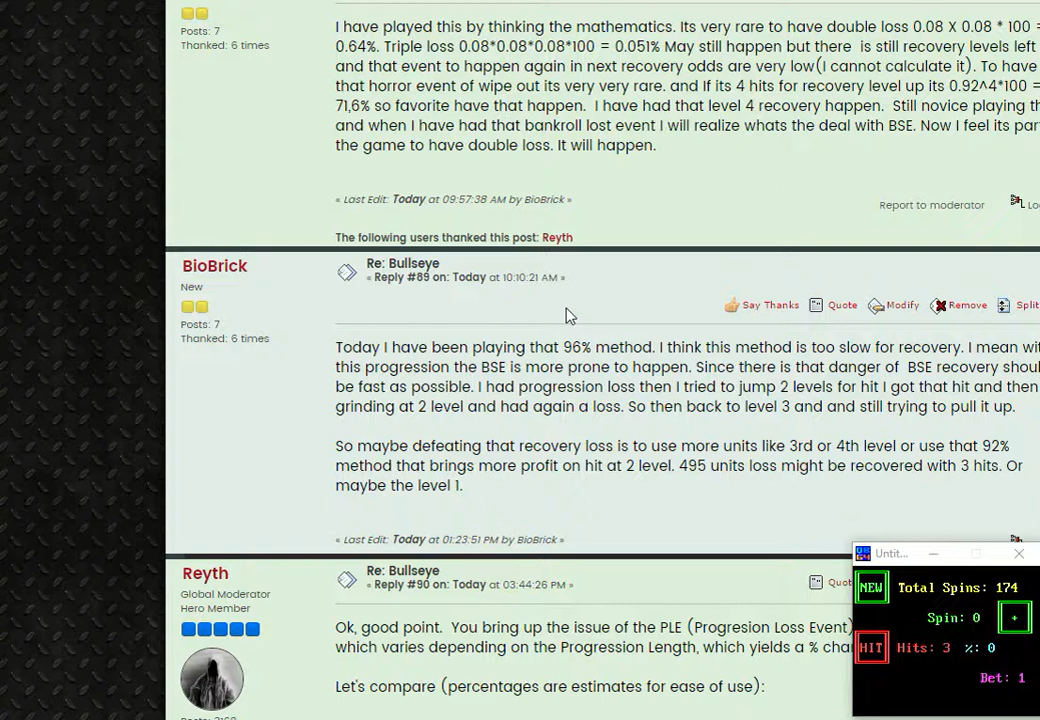 Posts: 7
Thanked: 6 times
I have played this by thinking the mathematics. Its very rare to have double loss 0.08 X 0.08 * 100 =
0.64%. Triple loss 0.08*0.08*0.08*100 = 0.051% May still happen but there is still recovery levels left
and that event to happen again in next recovery odds are very low(I cannot calculate it). To have
that horror event of wipe out its very very rare. and If its 4 hits for recovery level up its 0.92^4*100 =
71,6% so favorite have that happen. I have had that level 4 recovery happen. Still novice playing
and when I have had that bankroll lost event I will realize whats the deal with BSE. Now I feel its
the game to have double loss. It will happen.
« Last Edit: Today at 09:57:38 AM by BioBrick »
Report to moderator
The following users thanked this post: Reyth
BioBrick
New
Posts: 7
Thanked: 6 times
Re: Bullseye
« Reply #89 on: Today at 10:10:21 AM »
Say Thanks Quote Modify Remove Split
Today I have been playing that 96% method. I think this method is too slow for recovery. I mean
this progression the BSE is more prone to happen. Since there is that danger of BSE recovery
be fast as possible. I had progression loss then I tried to jump 2 levels for hit I got that hit and then
grinding at 2 level and had again a loss. So then back to level 3 and and still trying to pull it up.
So maybe defeating that recovery loss is to use more units like 3rd or 4th level or use that 92%
method that brings more profit on hit at 2 level. 495 units loss might be recovered with 3 hits. Or
maybe the level 1.
« Last Edit: Today at 01:23:51 PM by BioBrick »
Reyth
Global Moderator
Hero Member
Re: Bullseye
« Reply #90 on: Today at 03:44:26 PM »
Ok, good point. You bring up the issue of the PLE (Progresion Loss Event)
which varies depending on the Progression Length, which yields a %
Let's compare (percentages are estimates for ease of use):
Untit...
NEW Total Spins: 174
Spin: 0 +
HIT Hits: 3 %: 0
Bet: 1